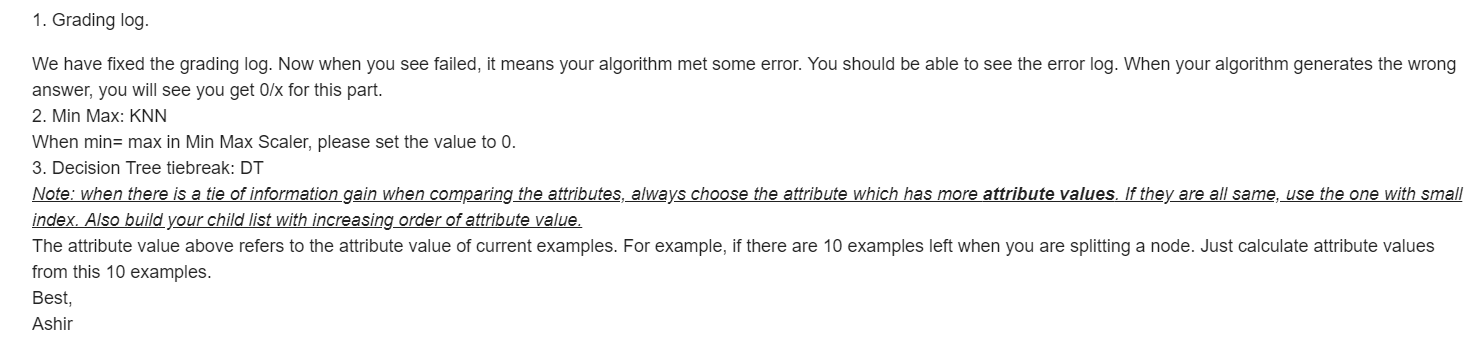 1. Grading log.
We have fixed the grading log. Now when you see failed, it means your algorithm met some error. You should be able to see the error log. When your algorithm generates the wrong
answer, you will see you get 0/x for this part.
2. Min Max: KNN
When min= max in Min Max Scaler, please set the value to 0.
3. Decision Tree tiebreak: DT
Note: when there is a tie of information gain when comparing the attributes, always choose the attribute which has more attribute values. If they are all same, use the one with small
index. Also build your child list with increasing order of attribute value.
The attribute value above refers to the attribute value of current examples. For example, if there are 10 examples left when you are splitting a node. Just calculate attribute values
from this 10 examples.
Best,
Ashir